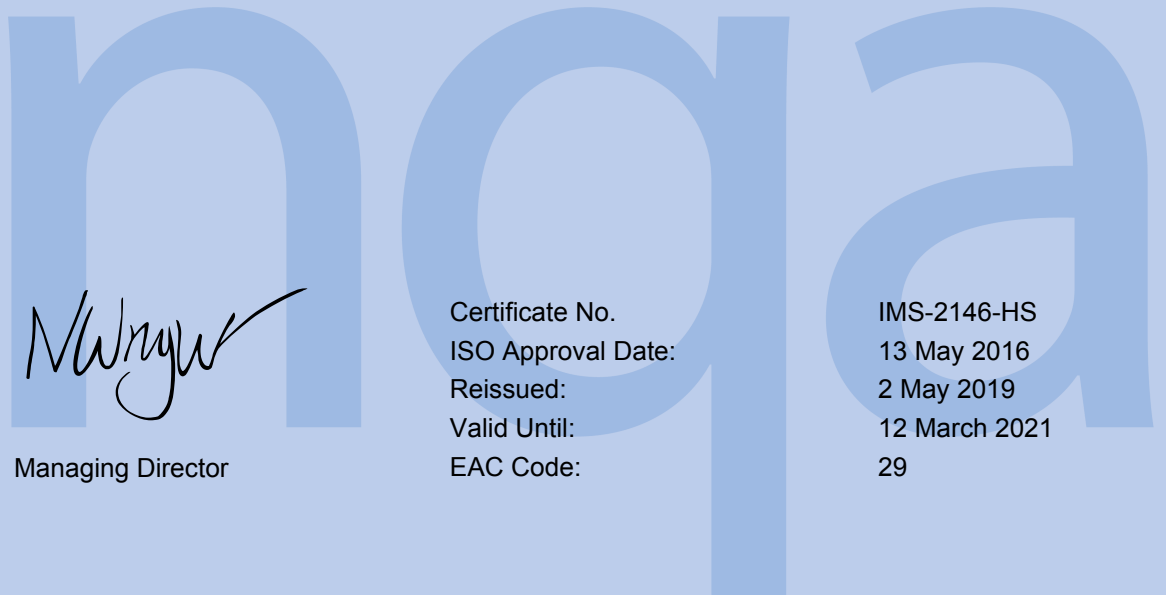 nqa
Certificate No. IMS-2146-HS
ISO Approval Date: 13 May 2016
Reissued: 2 May 2019
Valid Until: 12 March 2021
Managing Director EAC Code: 29